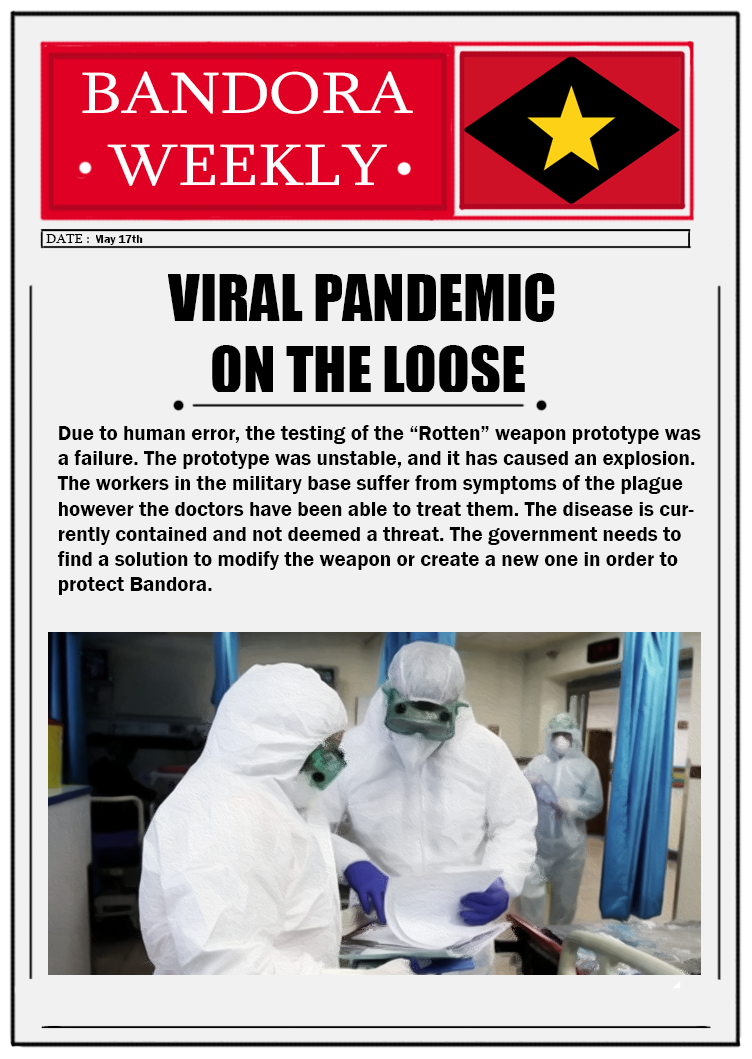 BANDORA
• WEEKLY •
DATE : May 17th
VIRAL PANDEMIC
ON THE LOOSE
Due to human error, the testing of the “Rotten” weapon prototype was
a failure. The prototype was unstable, and it has caused an explosion.
The workers in the military base suffer from symptoms of the plague
however the doctors have been able to treat them. The disease is cur-
rently contained and not deemed a threat. The government needs to
find a solution to modify the weapon or create a new one in order to
protect Bandora.